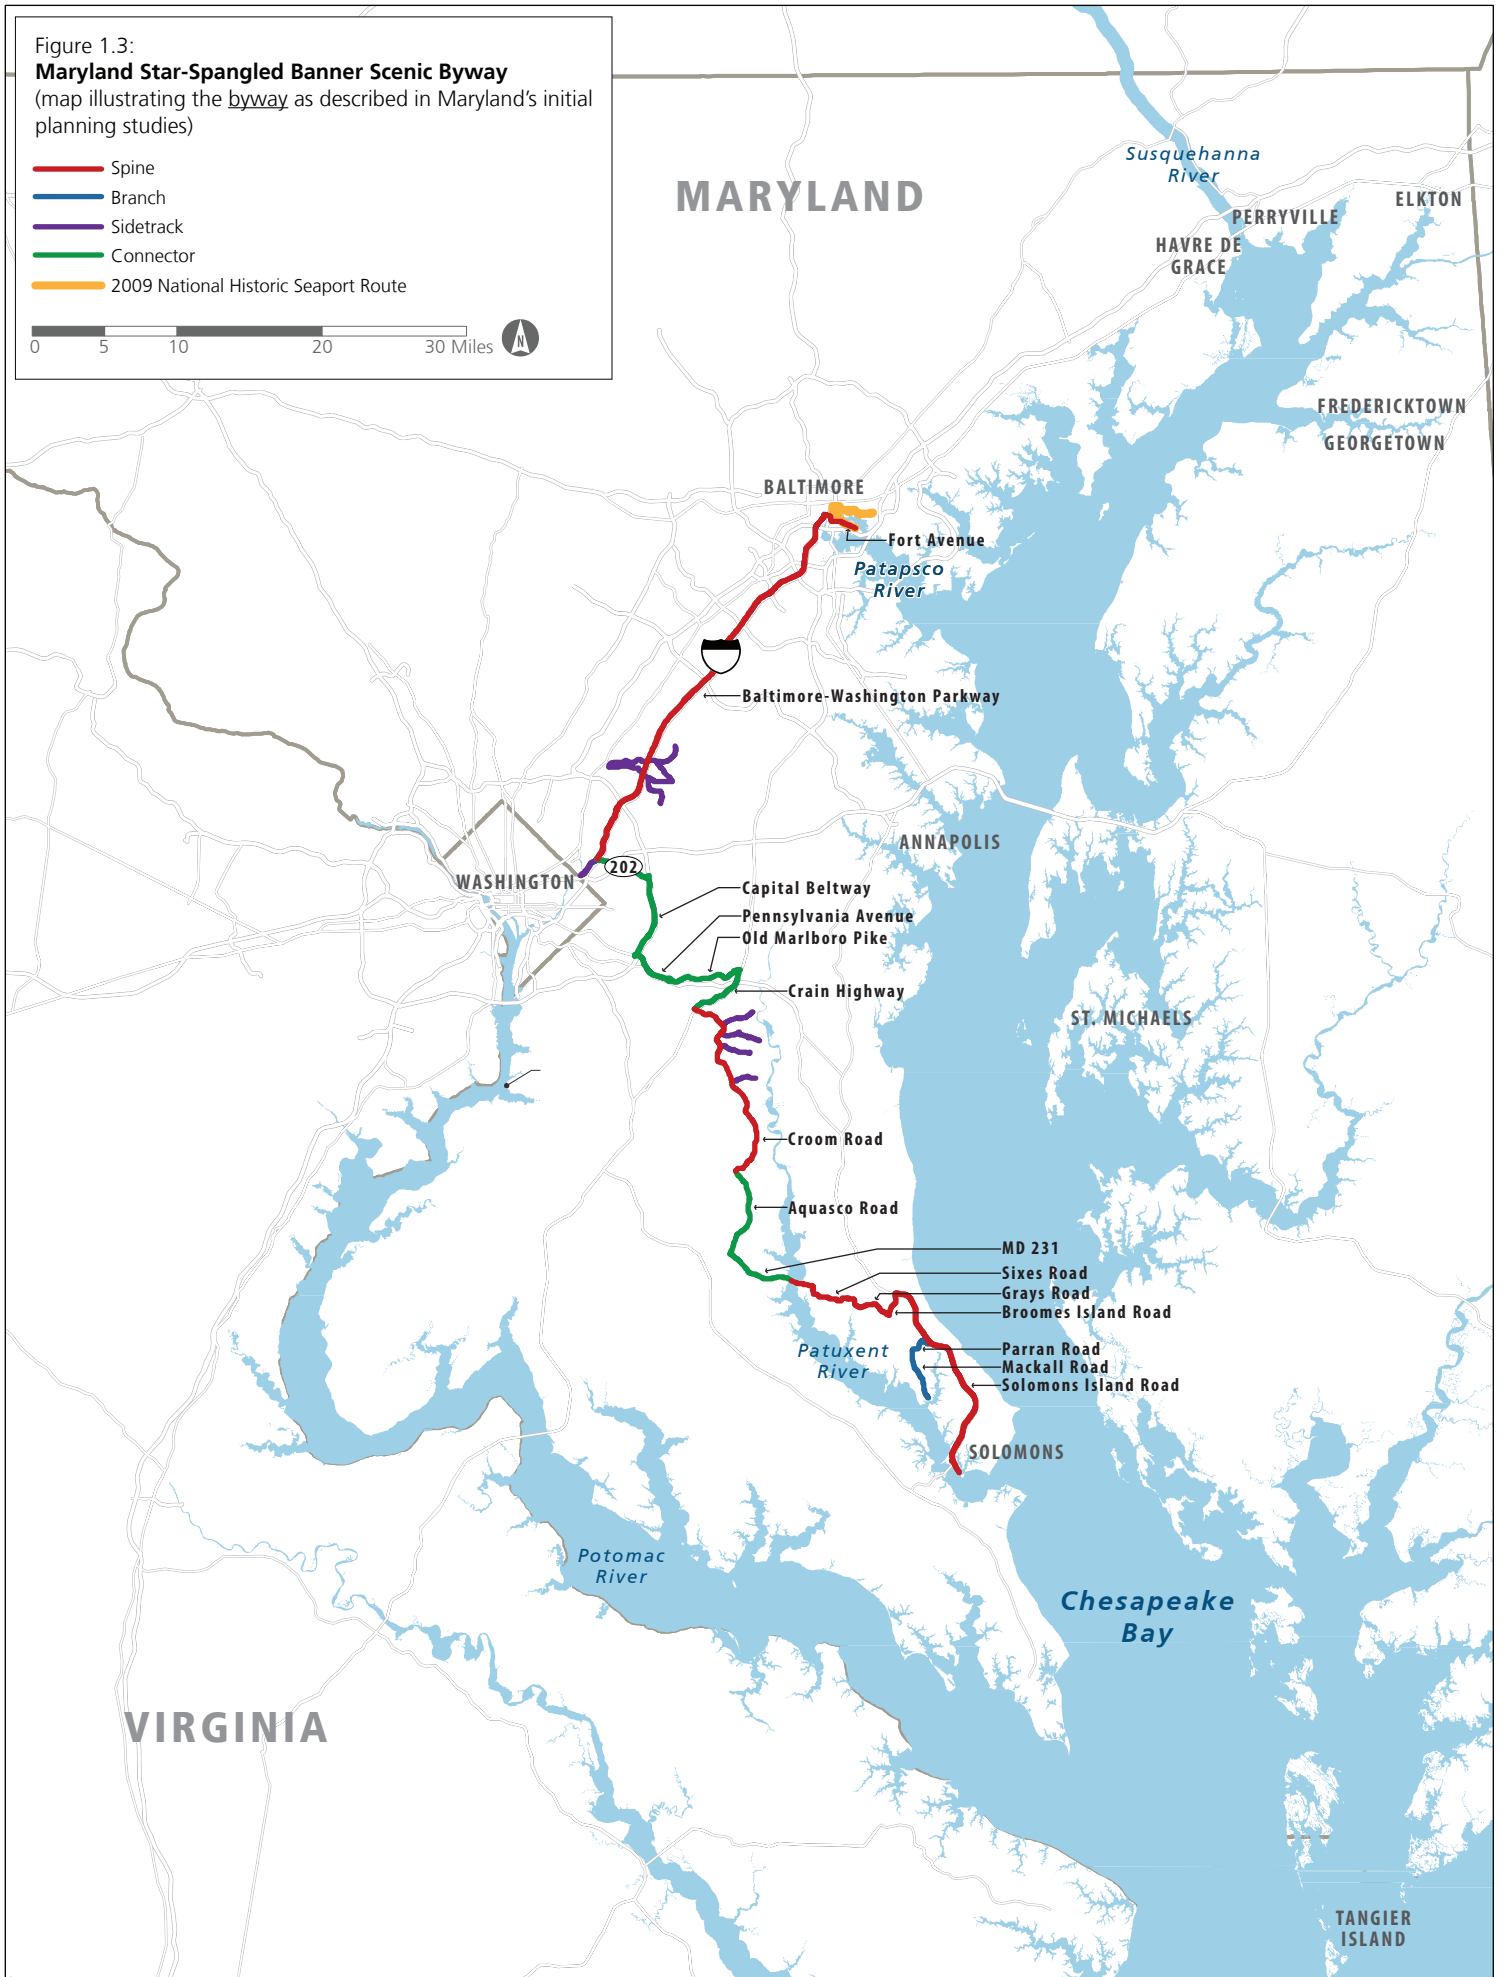 Figure 1.3:
Maryland Star-Spangled Banner Scenic Byway
(map illustrating the byway as described in Maryland's initial
planning studies)
Spine
Branch
Sidetrack
Connector
2009 National Historic Seaport Route
0 5 10 20 30 Miles
N
MARYLAND
Susquehanna
River
ELKTON
PERRYVILLE
HAVRE DE
GRACE
FREDERICKTOWN
GEORGETOWN
BALTIMORE
Fort Avenue
Patapsco
River
Baltimore-Washington Parkway
ANNAPOLIS
202
WASHINGTON
Capital Beltway
Pennsylvania Avenue
Old Marlboro Pike
Crain Highway
ST. MICHAELS
Croom Road
Aquasco Road
MD 231
Sixes Road
Grays Road
Broomes Island Road
Patuxent
River
Parran Road
Mackall Road
Solomons Island Road
SOLOMONS
Potomac
River
Chesapeake
Bay
VIRGINIA
TANGIER
ISLAND